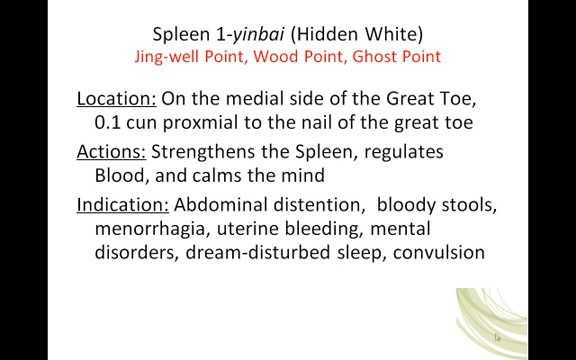 Spleen 1-yinbai (Hidden White)
Jing-well Point, Wood Point, Ghost Point
Location: On the medial side of the Great Toe,
0.1 cun proxmial to the nail of the great toe
Actions: Strengthens the Spleen, regulates
Blood, and calms the mind
Indication: Abdominal distention, bloody stools,
menorrhagia, uterine bleeding, mental
disorders, dream-disturbed sleep, convulsion